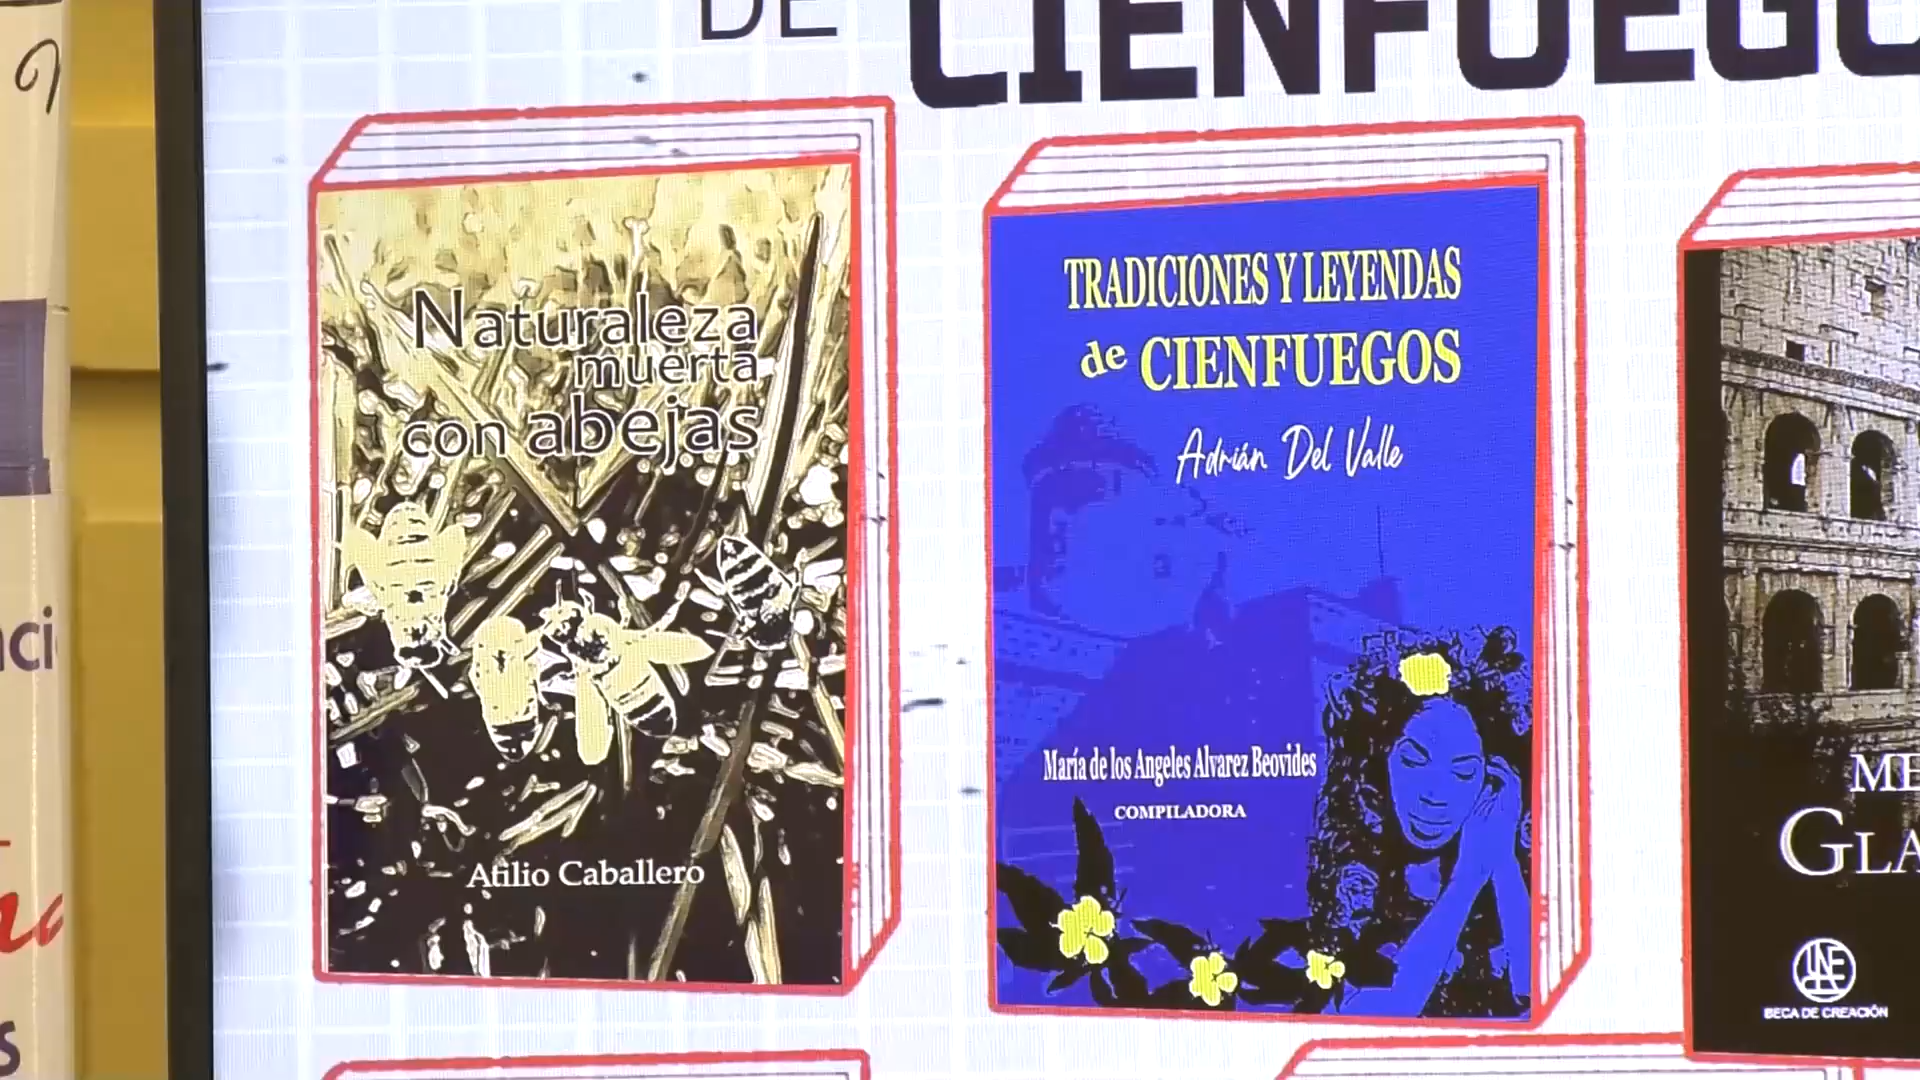 DE CIENFUEGO
Naturaleza
muerta
con abejas
Atilio Caballero
TRADICIONES Y LEYENDAS
de CIENFUEGOS
Adrián Del Valle
María de los Angeles Alvarez Beovides
COMPILADORA
ME
GLA
UNE
BECA DE CREACIÓN